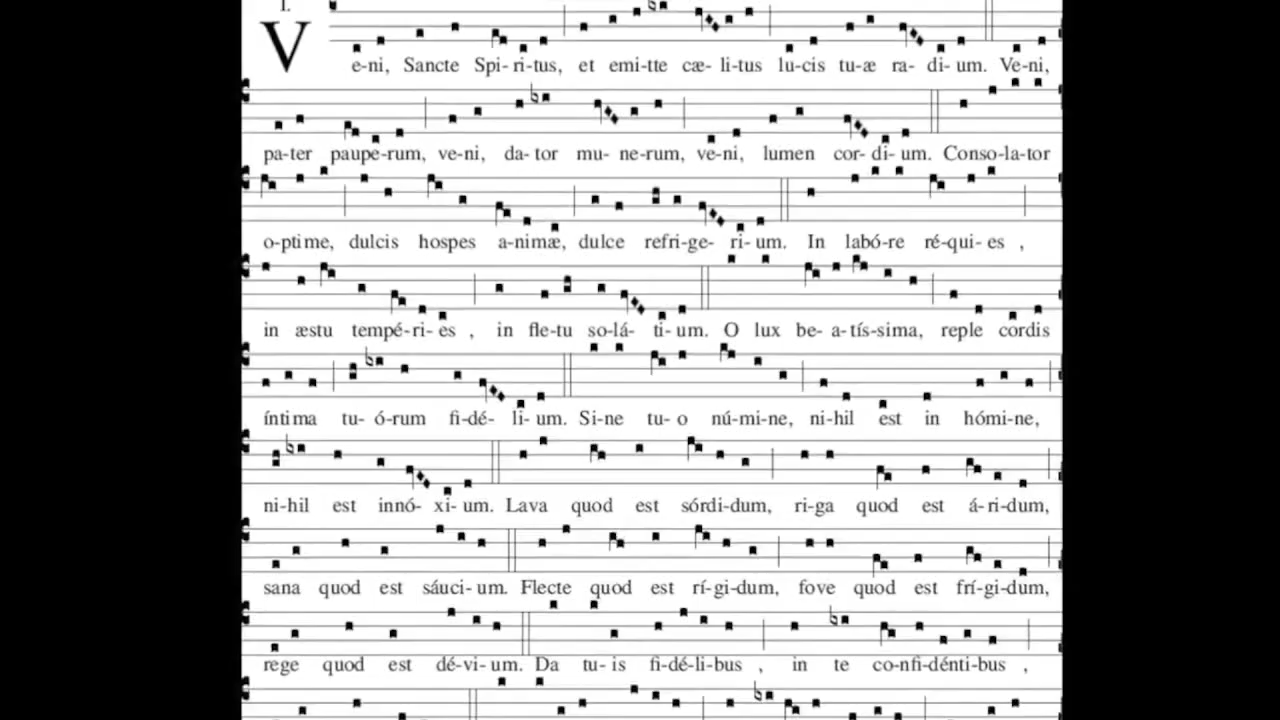 I.
Ve-ni, Sancte Spi-ri-tus, et emi-tte cæ-li-tus lu-cis tu-æ ra-di-um. Ve-ni,
pa-ter paupe-rum, ve-ni, da-tor mu-ne-rum, ve-ni, lumen cor-di-um. Conso-la-tor
o-ptime, dulcis hospes a-nimæ, dulce refri-ge-ri-um. In labó-re ré-qui-es ,
in æstu tempé-ri-es , in fle-tu so-lá-ti-um. O lux be-a-tís-sima, reple cordis
íntima tu-ó-rum fi-dé-li-um. Si-ne tu-o nú-mi-ne, ni-hil est in hómi-ne,
ni-hil est innó-xi-um. Lava quod est sórdi-dum, ri-ga quod est á-ri-dum,
sana quod est sáuci-um. Flecte quod est rí-gi-dum, fove quod est frí-gi-dum,
rege quod est dé-vi-um. Da tu-is fi-dé-li-bus , in te co-nfi-dénti-bus ,